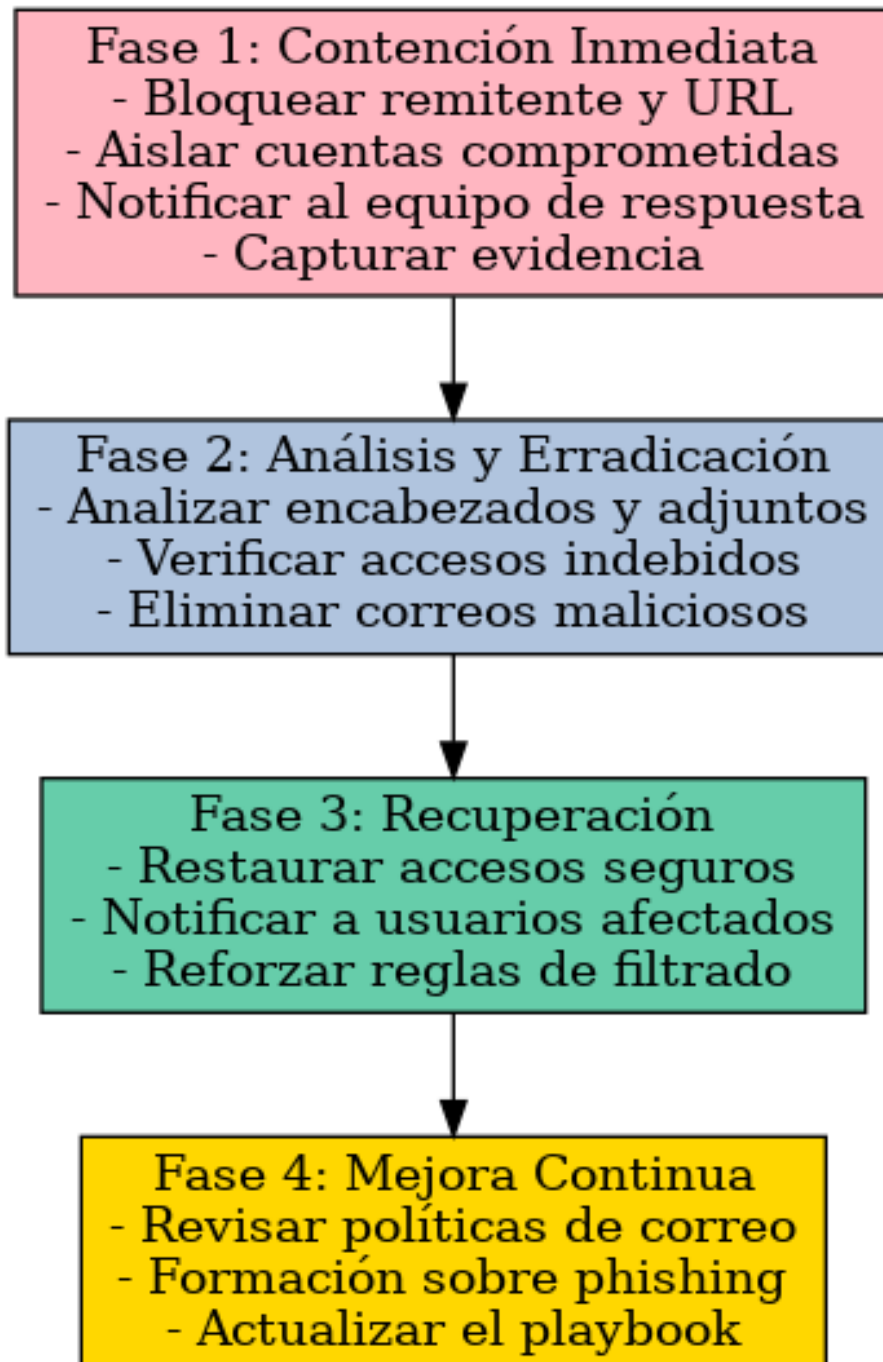 Fase 1: Contención Inmediata
- Bloquear remitente y URL
- Aislar cuentas comprometidas
- Notificar al equipo de respuesta
- Capturar evidencia
Fase 2: Análisis y Erradicación
- Analizar encabezados y adjuntos
- Verificar accesos indebidos
- Eliminar correos maliciosos
Fase 3: Recuperación
- Restaurar accesos seguros
- Notificar a usuarios afectados
- Reforzar reglas de filtrado
Fase 4: Mejora Continua
- Revisar políticas de correo
- Formación sobre phishing
- Actualizar el playbook